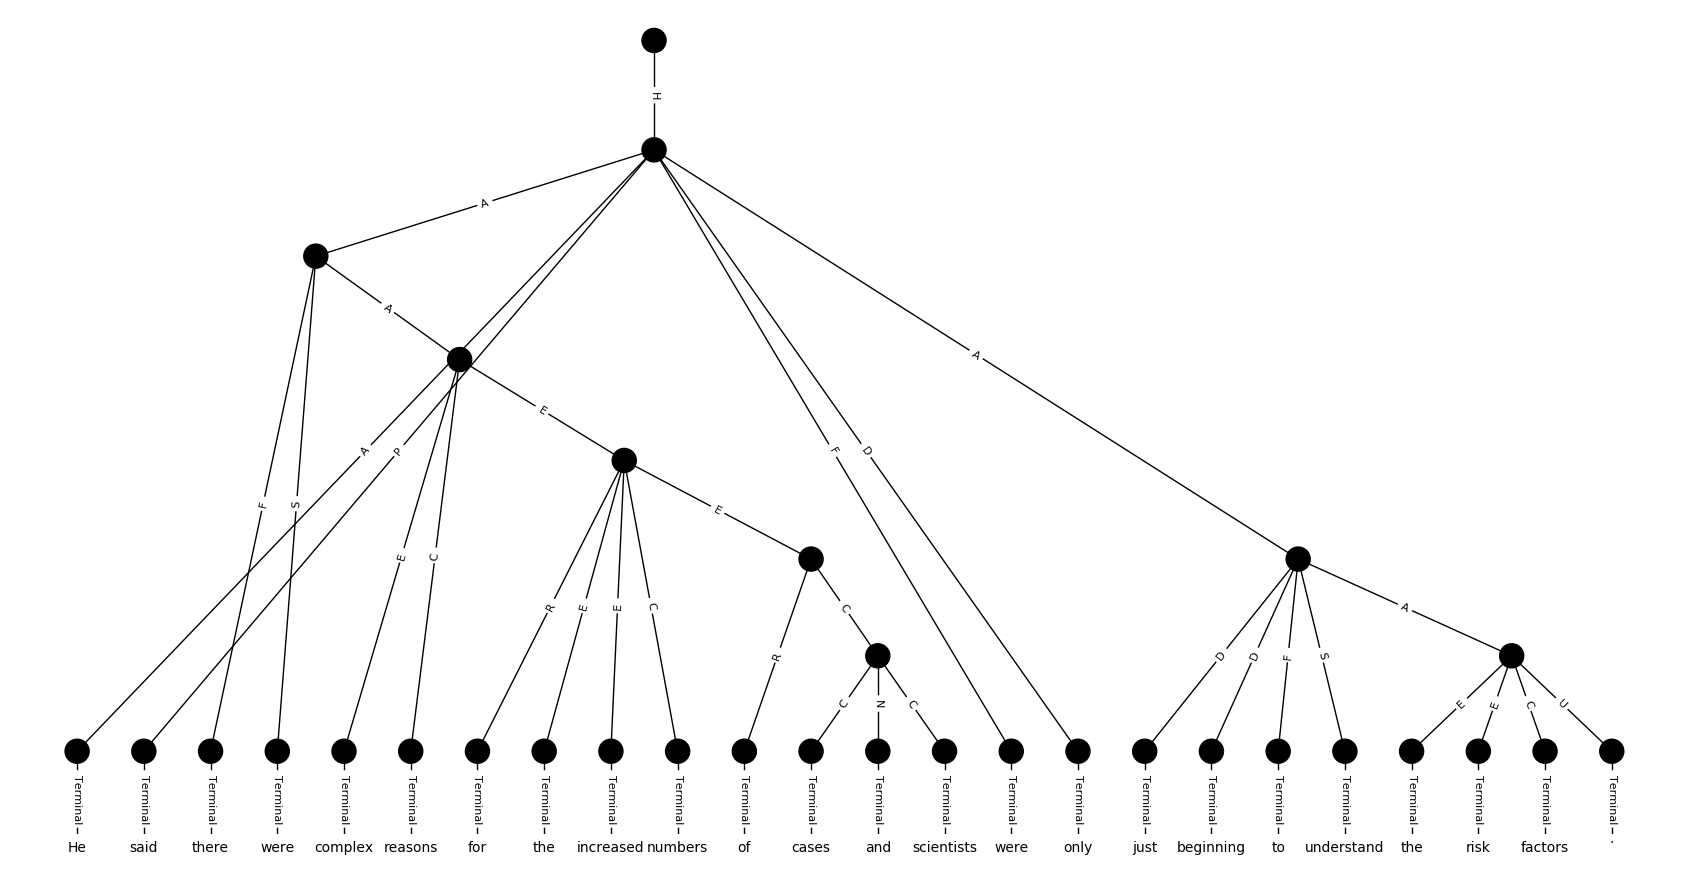 H
A
A
A
E
A
P
F
D
A
F
S
E
C
E
R
E
E
C
C
R
D
D
F
S
A
C
N
C
E
E
C
U
Terminal Terminal Terminal Terminal Terminal Terminal Terminal Terminal Terminal Terminal Terminal Terminal Terminal Terminal Terminal Terminal Terminal Terminal Terminal Terminal Terminal Terminal Terminal Terminal
He said there were complex reasons for the increased numbers of cases and scientists were only just beginning to understand the risk factors .